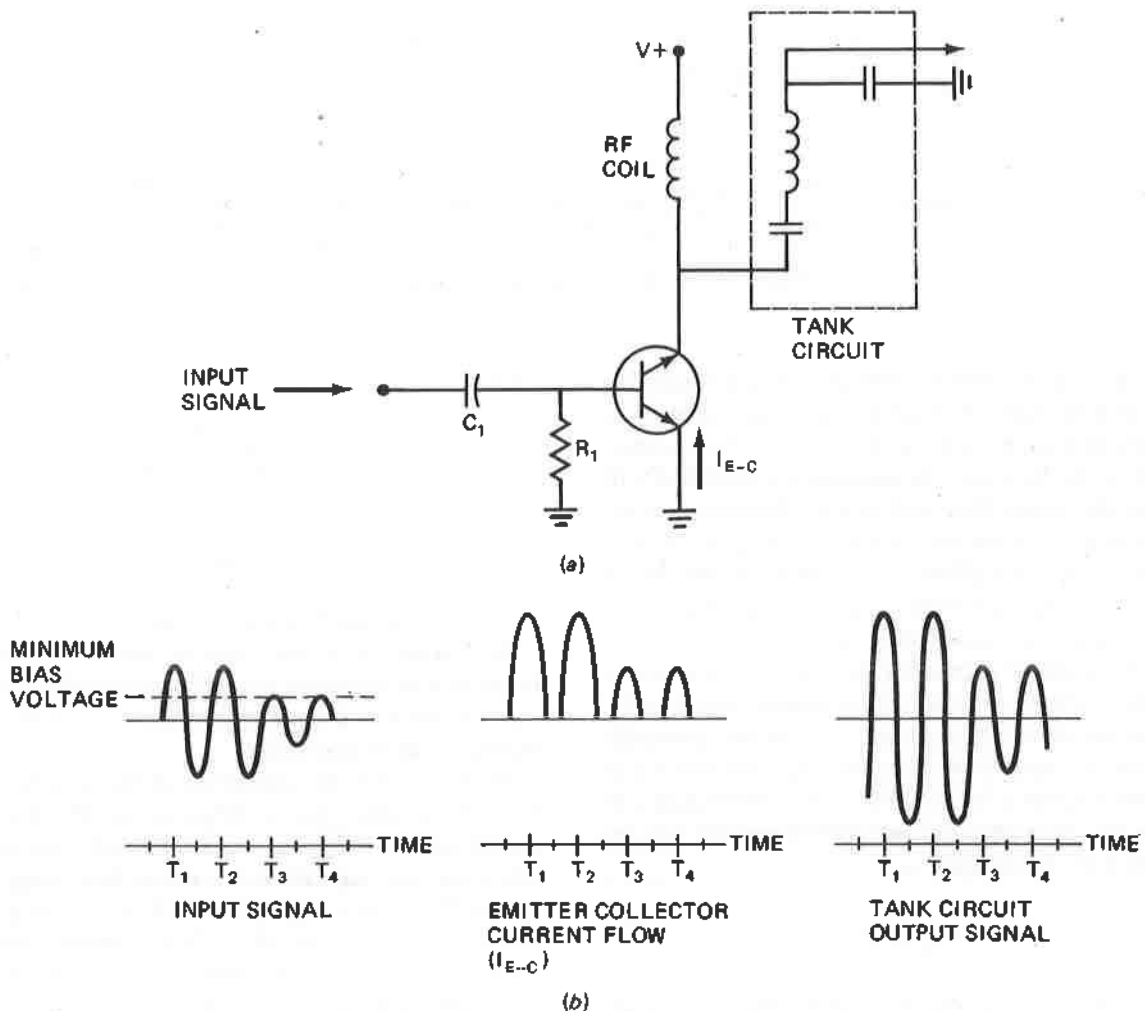 V+
RF
COIL
TANK
CIRCUIT
INPUT
SIGNAL
C1
R1
IE-C
(a)
MINIMUM
BIAS
VOLTAGE
TIME
T1 T2 T3 T4
INPUT SIGNAL
TIME
T1 T2 T3 T4
EMITTER COLLECTOR
CURRENT FLOW
(IE-C)
TIME
T1 T2 T3 T4
TANK CIRCUIT
OUTPUT SIGNAL
(b)